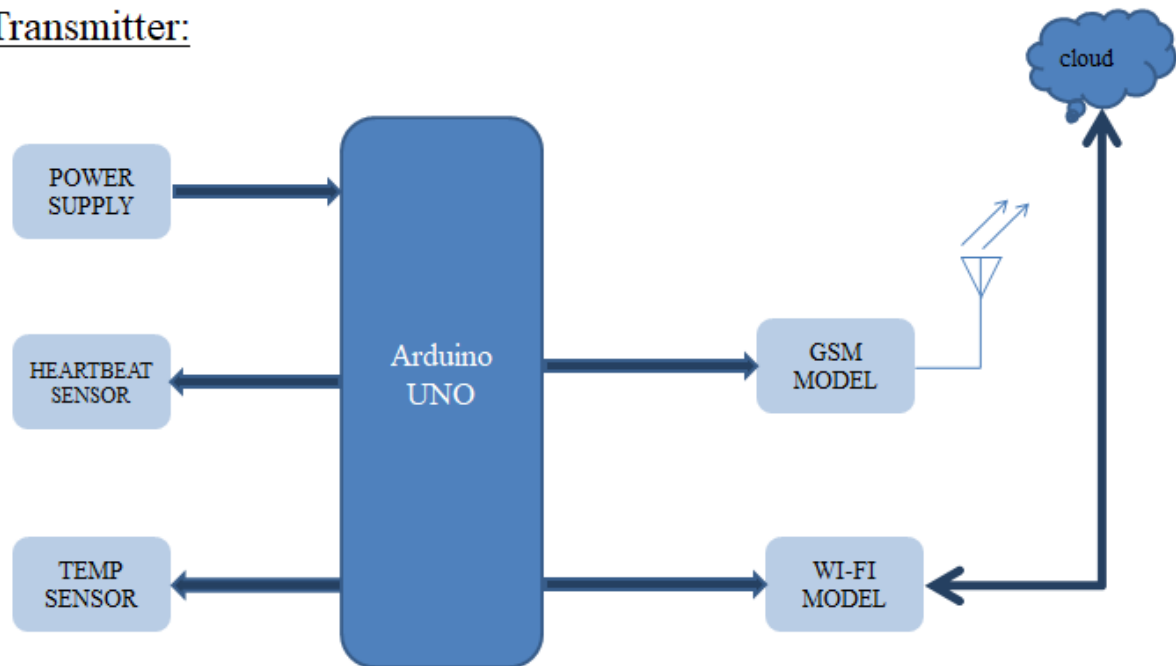 Transmitter:
cloud
POWER
SUPPLY
HEARTBEAT
SENSOR
Arduino
UNO
GSM
MODEL
TEMP
SENSOR
WI-FI
MODEL